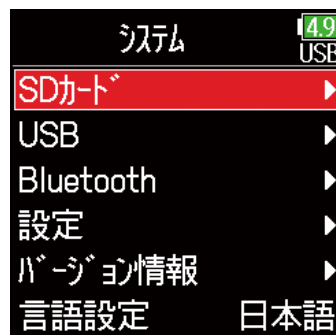 システム
4.9
USB
SDカード
USB
Bluetooth
設定
バージョン情報
言語設定 日本語